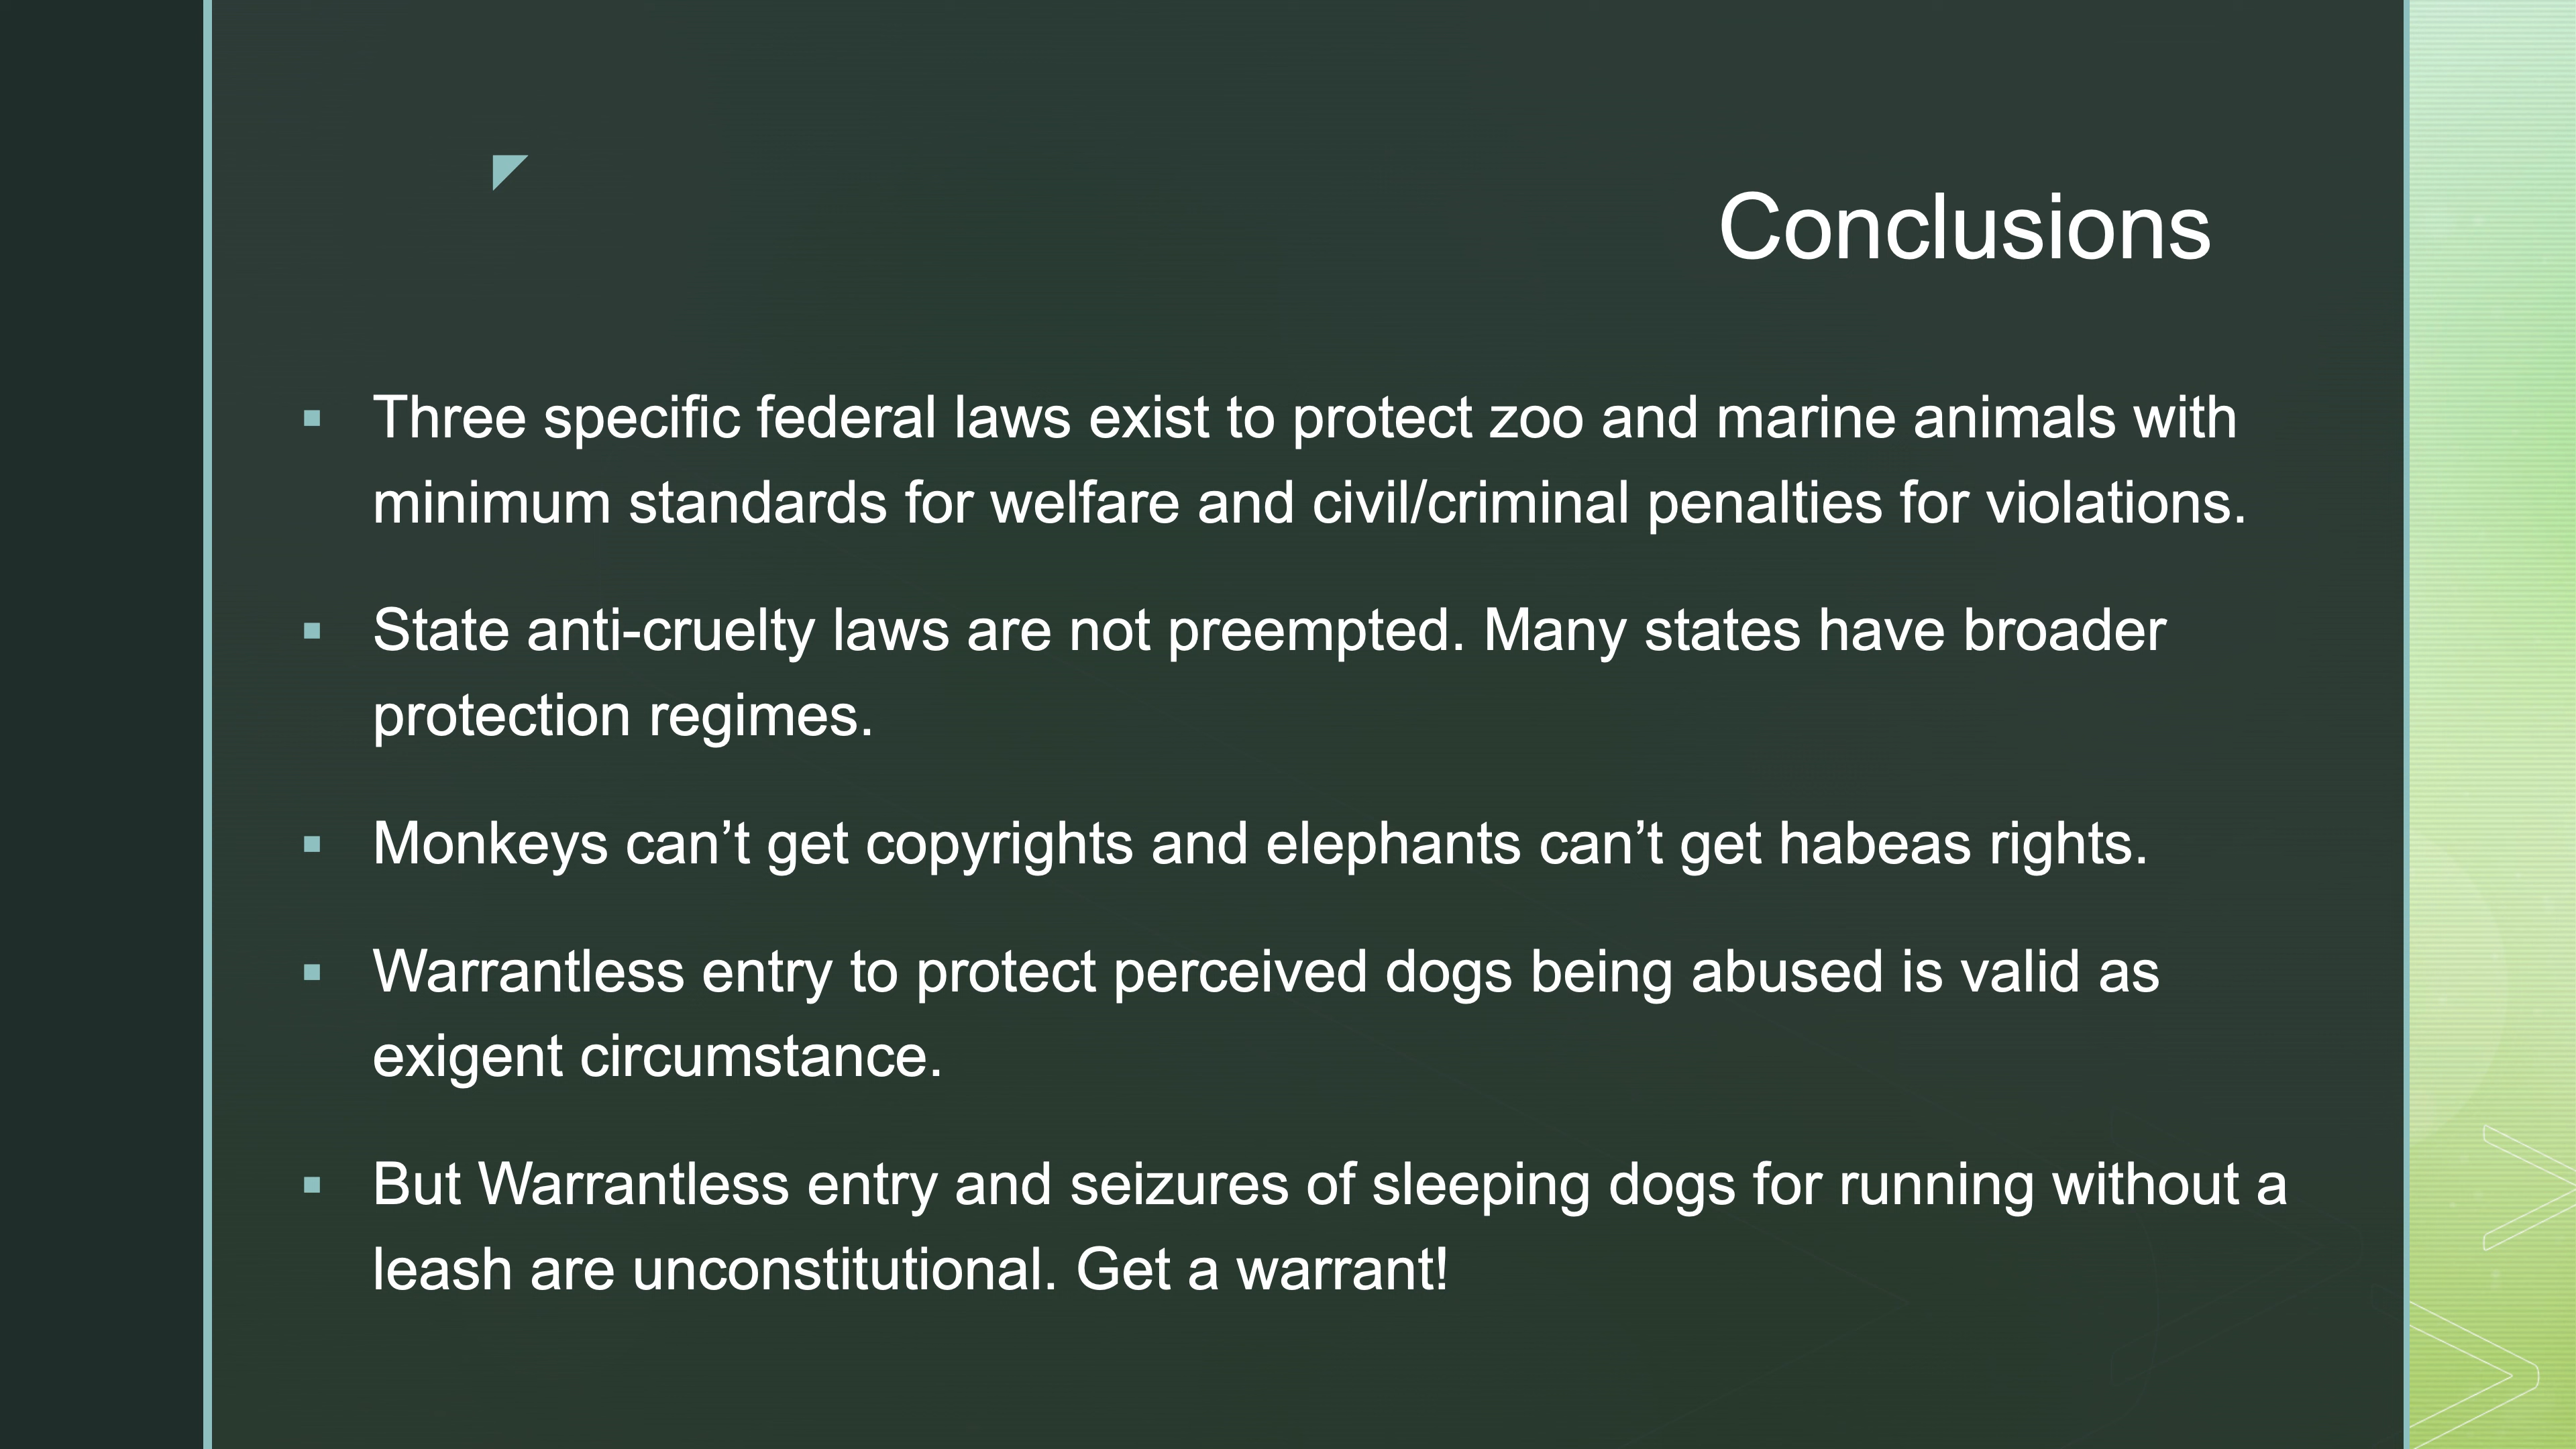 Conclusions
Three specific federal laws exist to protect zoo and marine animals with
minimum standards for welfare and civil/criminal penalties for violations.
State anti-cruelty laws are not preempted. Many states have broader
protection regimes.
Monkeys can’t get copyrights and elephants can’t get habeas rights.
Warrantless entry to protect perceived dogs being abused is valid as
exigent circumstance.
But Warrantless entry and seizures of sleeping dogs for running without a
leash are unconstitutional. Get a warrant!